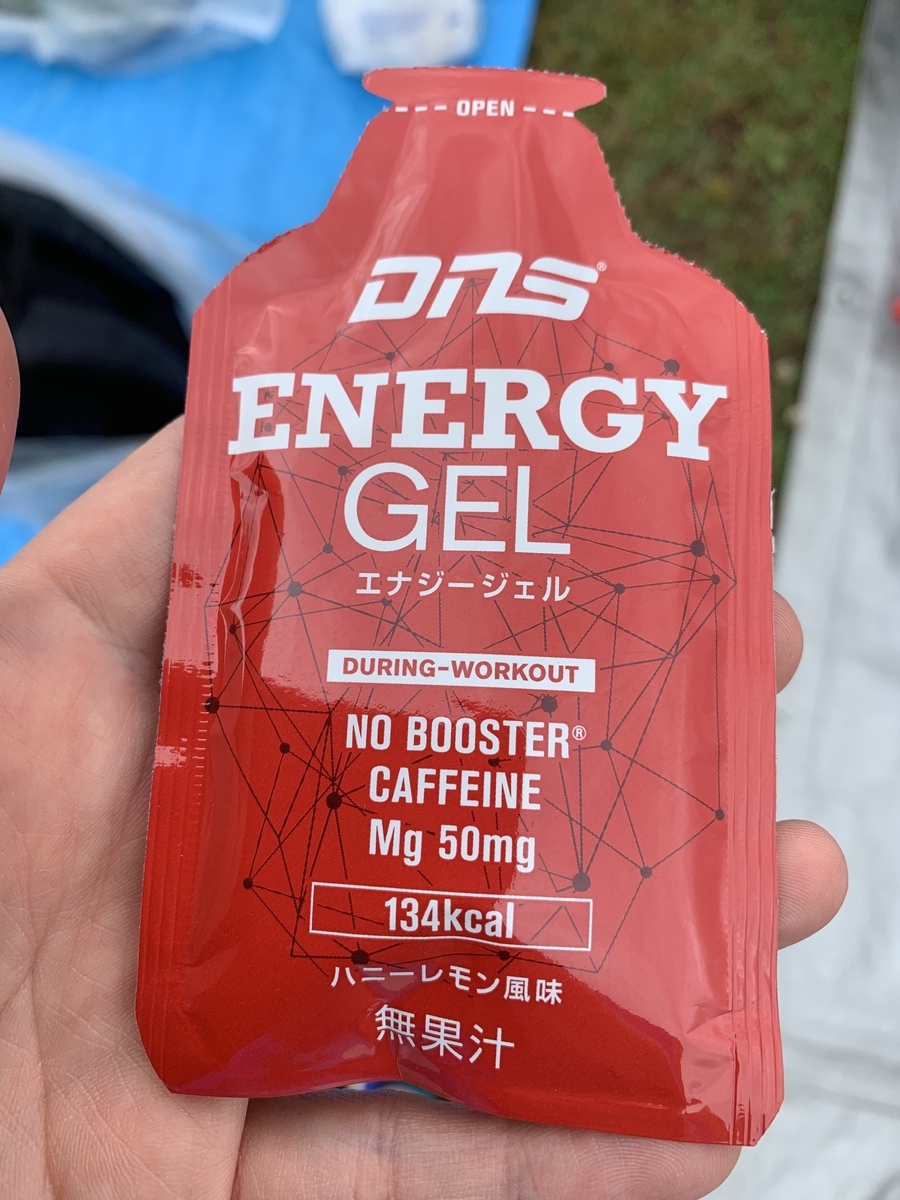 OPEN
DNS®
ENERGY
GEL
エナジージェル
DURING-WORKOUT
NO BOOSTER®
CAFFEINE
Mg 50mg
134kcal
ハニーレモン風味
無果汁